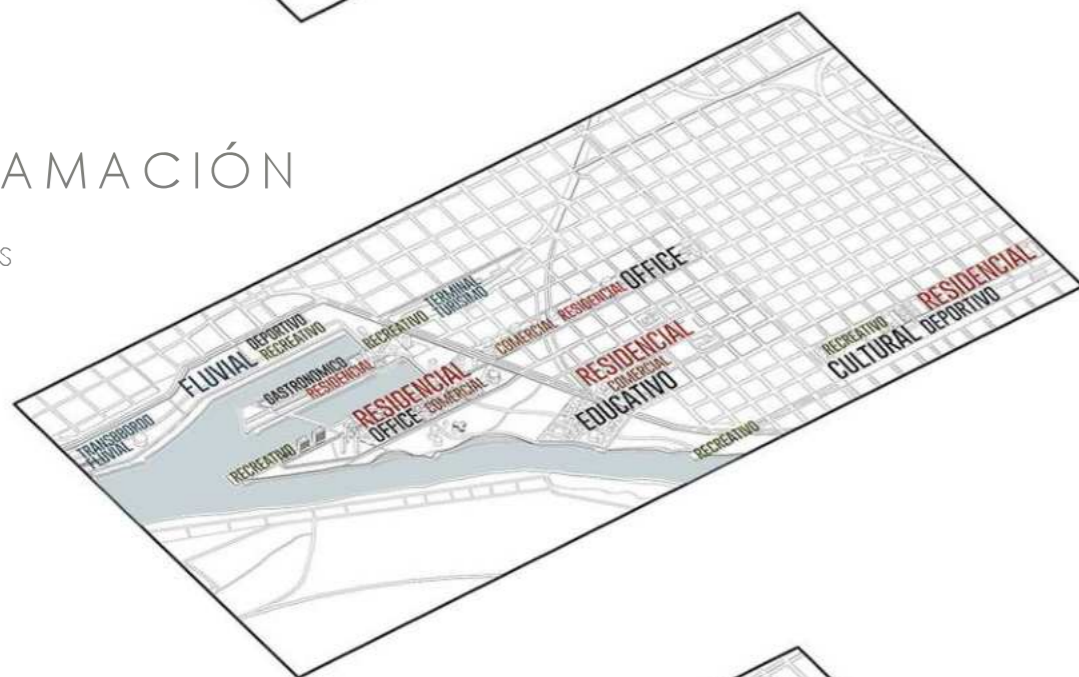 AMACIÓN
S
TRANSBORDO
FLUVIAL
FLUVIAL
DEPORTIVO
RECREATIVO
GASTRONOMICO
RESIDENCIAL
RECREATIVO
TERMINAL
TURISIMO
RECREATIVO
RESIDENCIAL
OFFICE COMERCIAL
COMERCIAL RESIDENCIAL OFFICE
RESIDENCIAL
COMERCIAL
EDUCATIVO
RECREATIVO
RECREATIVO RESIDENCIAL
CULTURAL DEPORTIVO